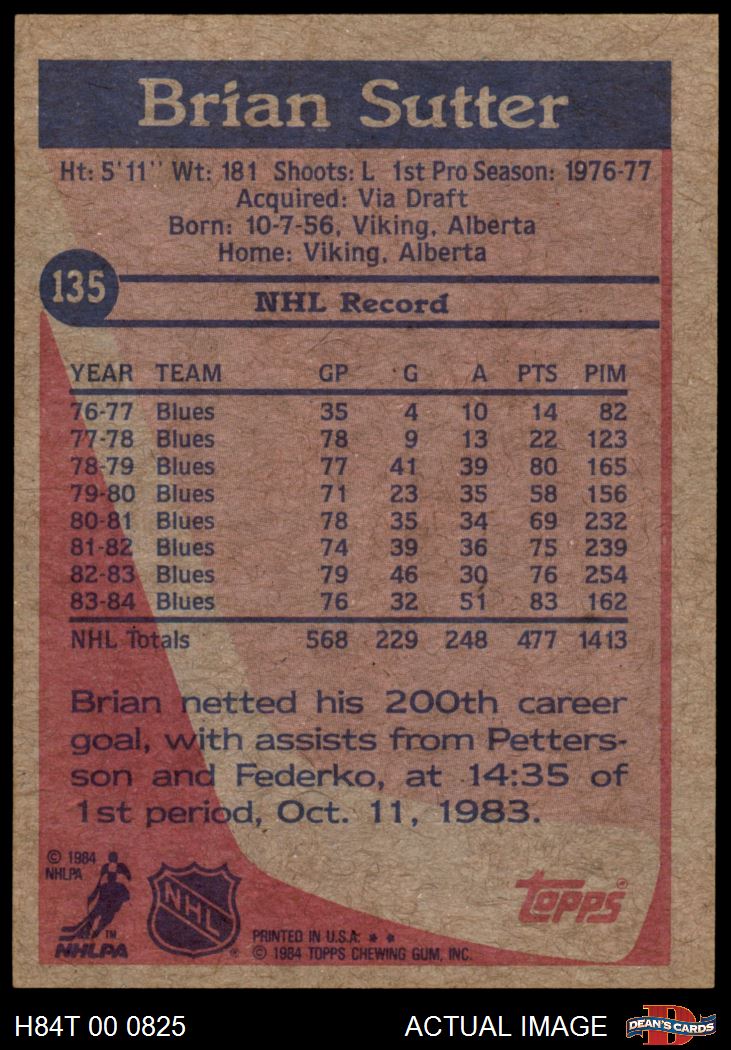 Brian Sutter
Ht: 5'11'' Wt: 181 Shoots: L 1st Pro Season: 1976-77
Acquired: Via Draft
Born: 10-7-56, Viking, Alberta
Home: Viking, Alberta
135
NHL Record
YEAR TEAM GP G A PTS PIM
76-77 Blues 35 4 10 14 82
77-78 Blues 78 9 13 22 123
78-79 Blues 77 41 39 80 165
79-80 Blues 71 23 35 58 156
80-81 Blues 78 35 34 69 232
81-82 Blues 74 39 36 75 239
82-83 Blues 79 46 30 76 254
83-84 Blues 76 32 51 83 162
NHL Totals 568 229 248 477 1413
Brian netted his 200th career
goal, with assists from Petters-
son and Federko, at 14:35 of
1st period, Oct. 11, 1983.
© 1984
NHLPA
TM
NHLPA
NHL
®
topps®
PRINTED IN U.S.A. * *
© 1984 TOPPS CHEWING GUM, INC.
H84T 00 0825
ACTUAL IMAGE
D
DEAN'S CARDS